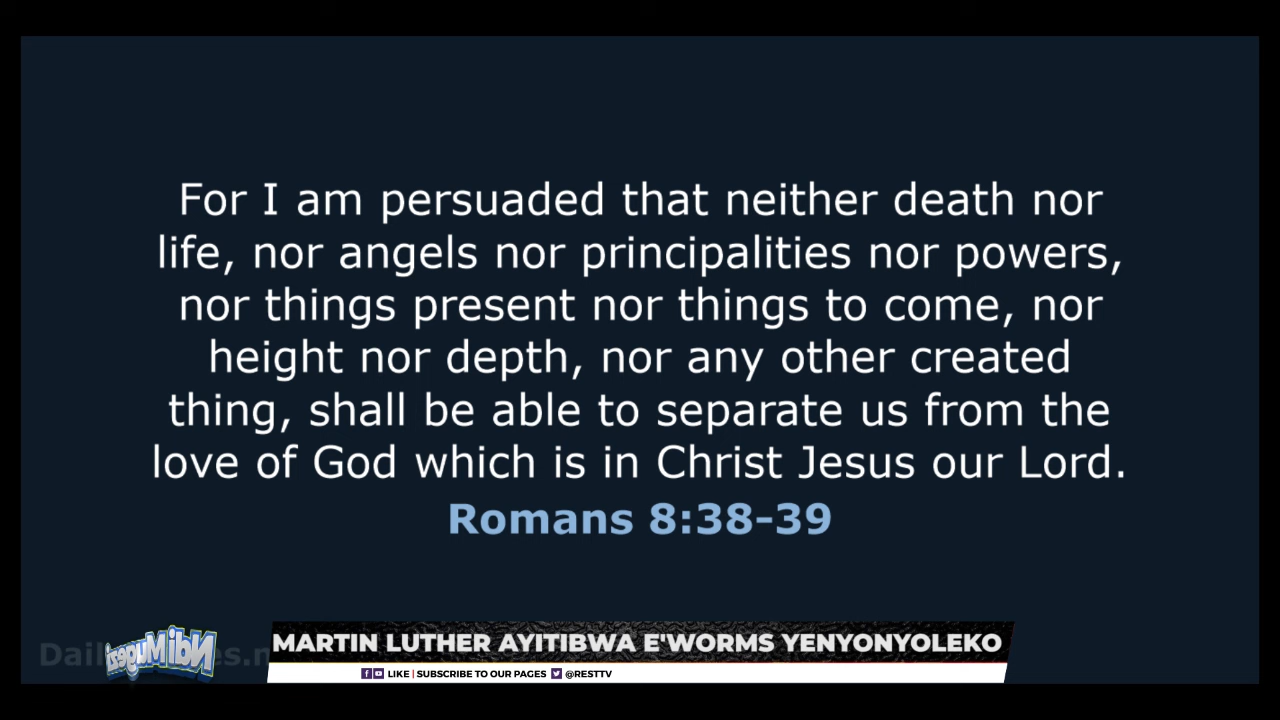 For I am persuaded that neither death nor
life, nor angels nor principalities nor powers,
nor things present nor things to come, nor
height nor depth, nor any other created
thing, shall be able to separate us from the
love of God which is in Christ Jesus our Lord.
Romans 8:38-39
NdiMugezi
MARTIN LUTHER AYITIBWA E'WORMS YENYONYOLEKO
LIKE | SUBSCRIBE TO OUR PAGES @RESTTV